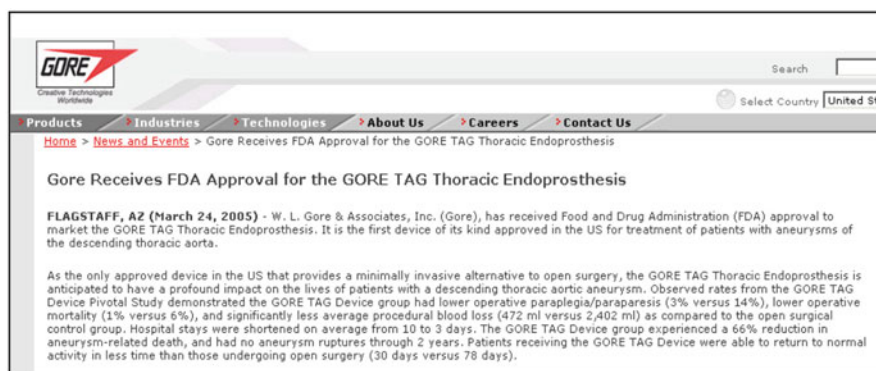 GORE
Creative Technologies
Worldwide
Search
Select Country United St
Products Industries Technologies About Us Careers Contact Us
Home > News and Events > Gore Receives FDA Approval for the GORE TAG Thoracic Endoprosthesis
Gore Receives FDA Approval for the GORE TAG Thoracic Endoprosthesis
FLAGSTAFF, AZ (March 24, 2005) - W. L. Gore & Associates, Inc. (Gore), has received Food and Drug Administration (FDA) approval to
market the GORE TAG Thoracic Endoprosthesis. It is the first device of its kind approved in the US for treatment of patients with aneurysms of
the descending thoracic aorta.
As the only approved device in the US that provides a minimally invasive alternative to open surgery, the GORE TAG Thoracic Endoprosthesis is
anticipated to have a profound impact on the lives of patients with a descending thoracic aortic aneurysm. Observed rates from the GORE TAG
Device Pivotal Study demonstrated the GORE TAG Device group had lower operative paraplegia/paraparesis (3% versus 14%), lower operative
mortality (1% versus 6%), and significantly less average procedural blood loss (472 ml versus 2,402 ml) as compared to the open surgical
control group. Hospital stays were shortened on average from 10 to 3 days. The GORE TAG Device group experienced a 66% reduction in
aneurysm-related death, and had no aneurysm ruptures through 2 years. Patients receiving the GORE TAG Device were able to return to normal
activity in less time than those undergoing open surgery (30 days versus 78 days).